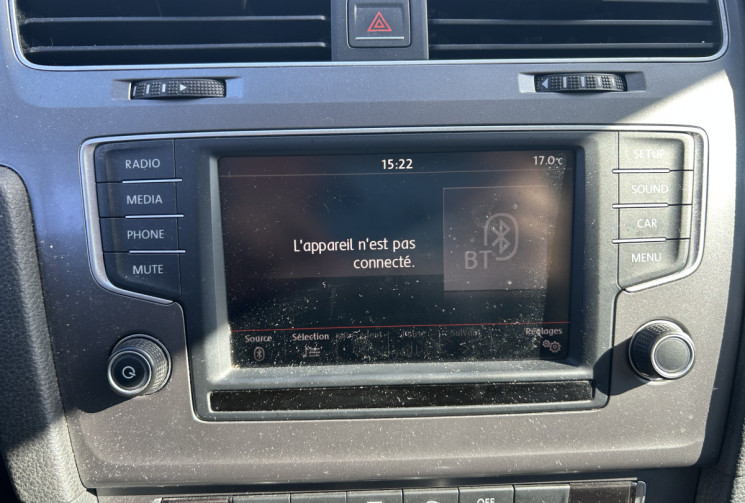 RADIO
MEDIA
PHONE
MUTE
15:22
17.0°C
L'appareil n'est pas
connecté.
BT
Source
Sélection
Réglages
SETUP
SOUND
CAR
MENU
OFF